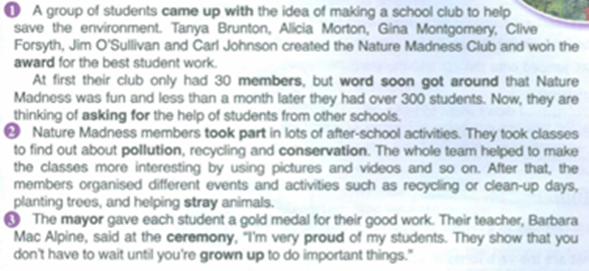 1 A group of students came up with the idea of making a school club to help
save the environment. Tanya Brunton, Alicia Morton, Gina Montgomery, Clive
Forsyth, Jim O'Sullivan and Carl Johnson created the Nature Madness Club and won the
award for the best student work.
At first their club only had 30 members, but word soon got around that Nature
Madness was fun and less than a month later they had over 300 students. Now, they are
thinking of asking for the help of students from other schools.
2 Nature Madness members took part in lots of after-school activities. They took classes
to find out about pollution, recycling and conservation. The whole team helped to make
the classes more interesting by using pictures and videos and so on. After that, the
members organised different events and activities such as recycling or clean-up days,
planting trees, and helping stray animals.
3 The mayor gave each student a gold medal for their good work. Their teacher, Barbara
Mac Alpine, said at the ceremony, "I'm very proud of my students. They show that you
don't have to wait until you're grown up to do important things."